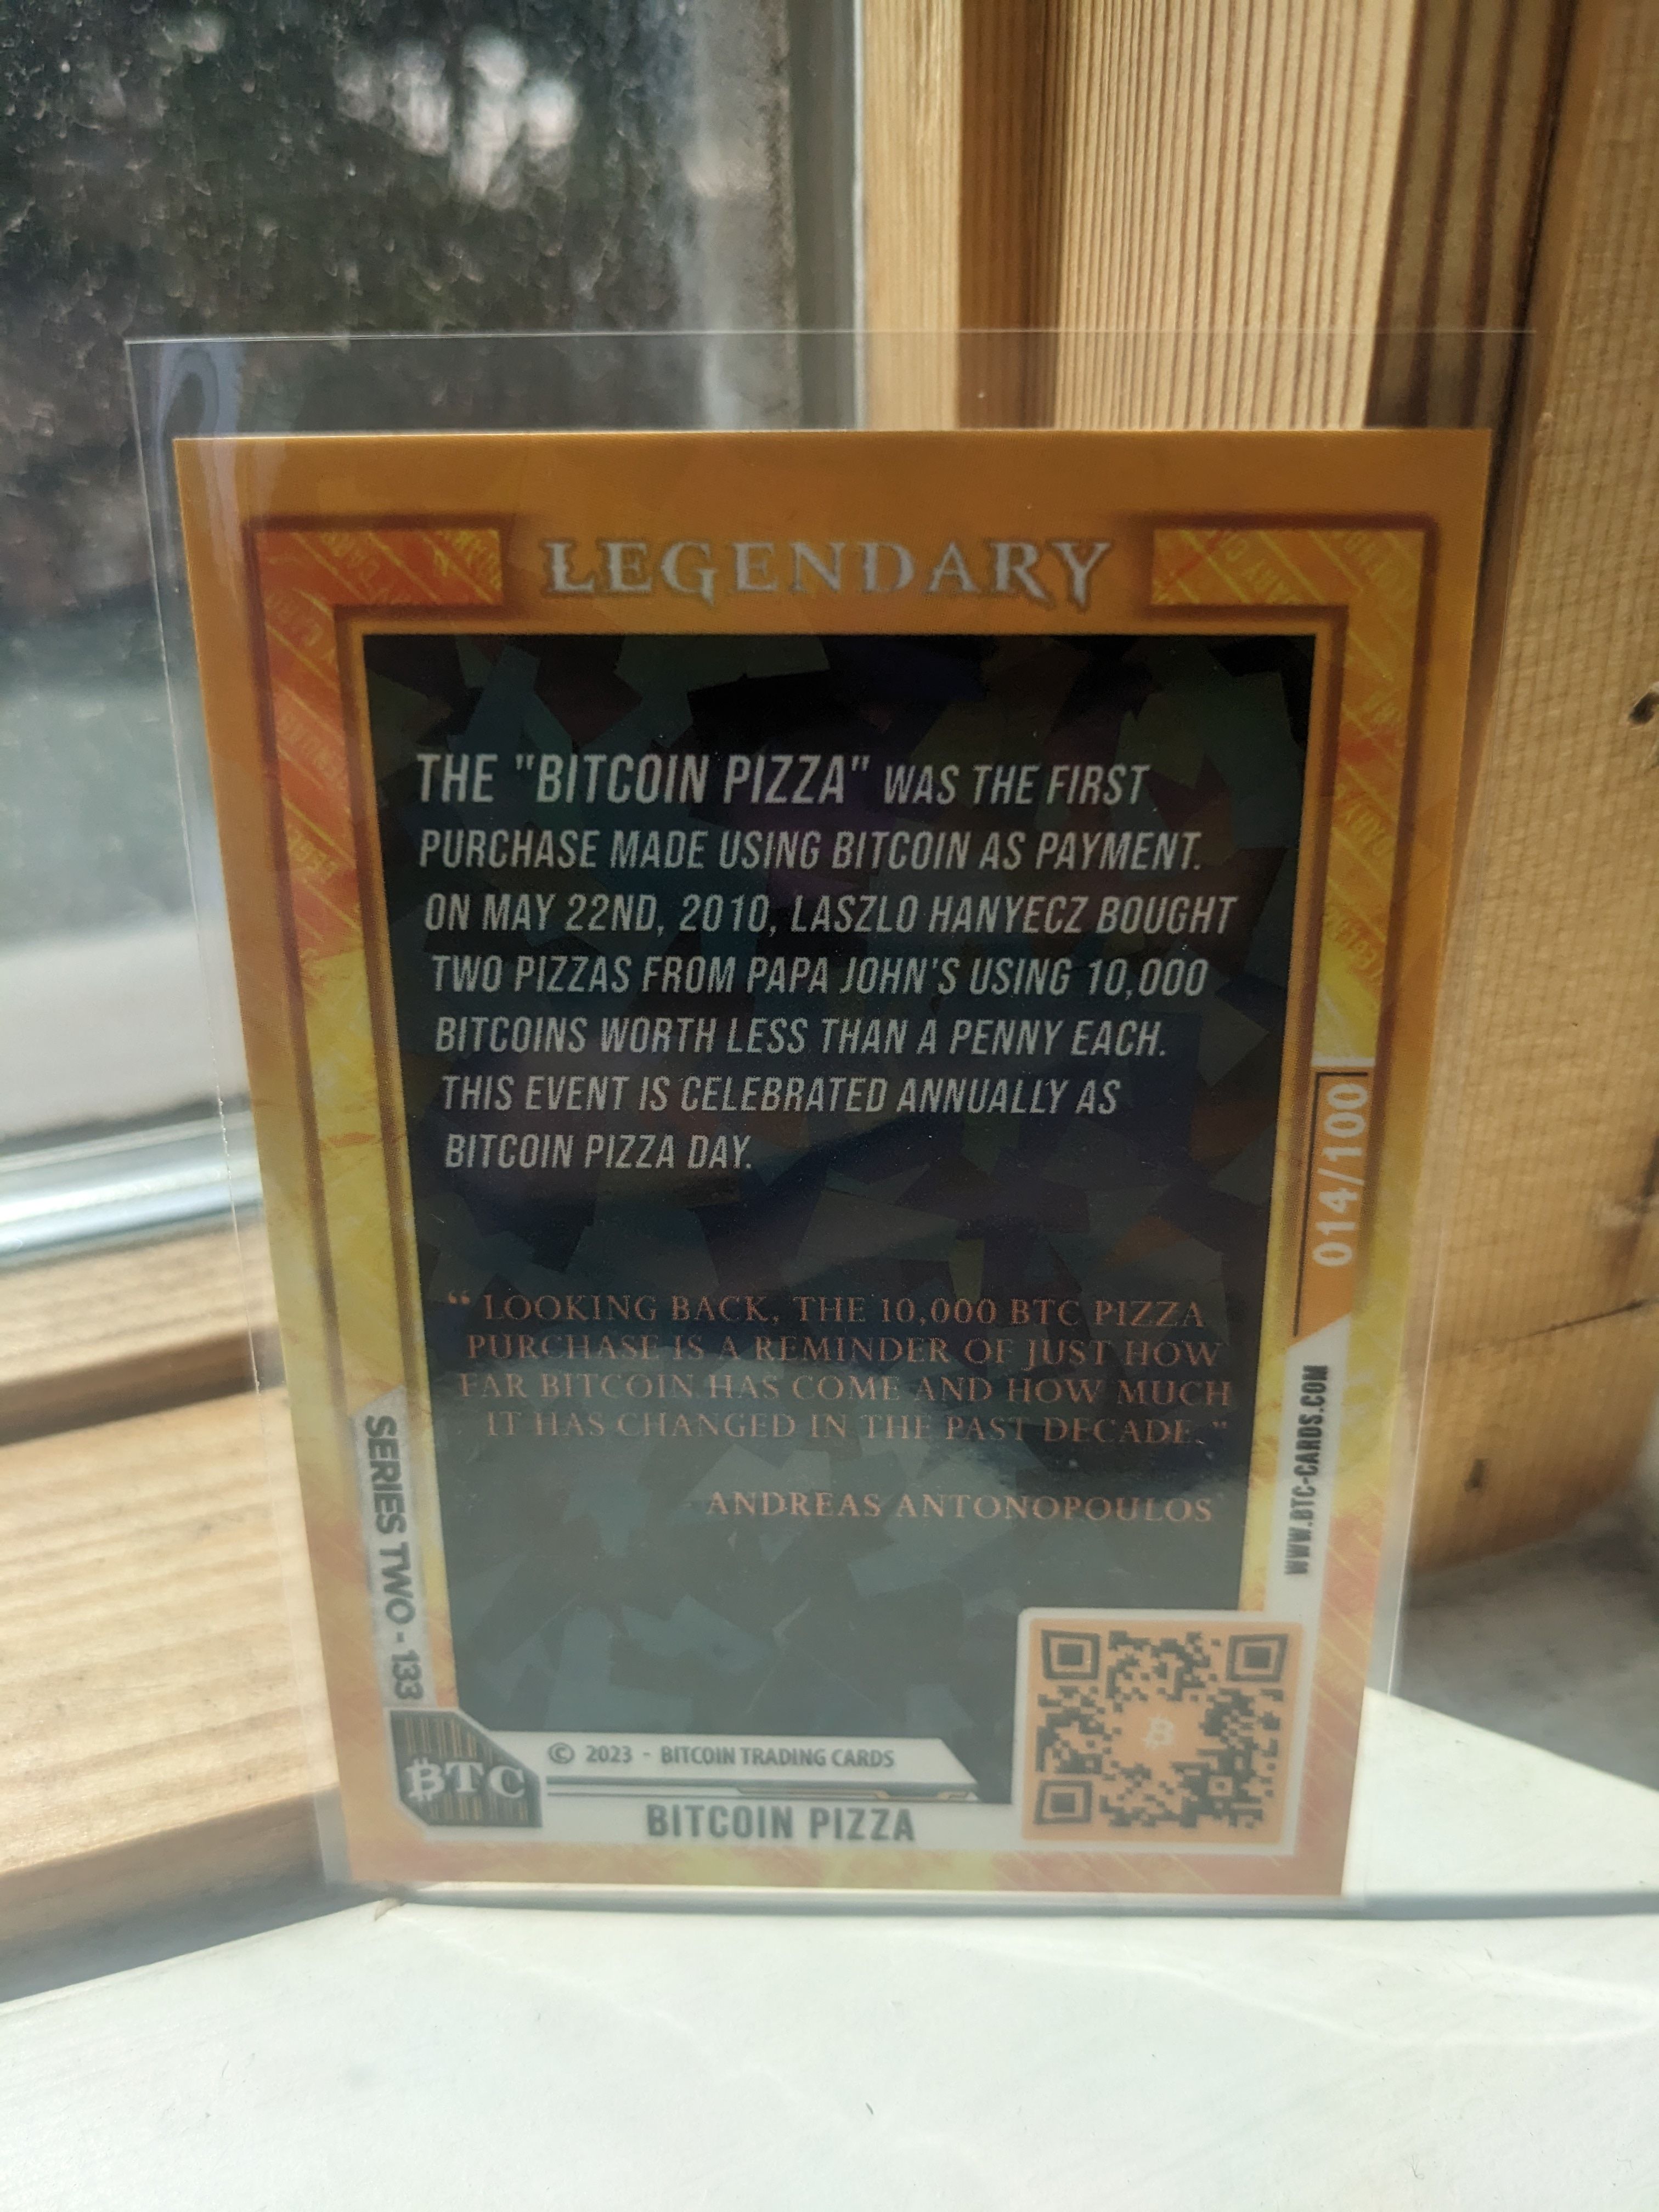 LEGENDARY
THE "BITCOIN PIZZA" WAS THE FIRST
PURCHASE MADE USING BITCOIN AS PAYMENT.
ON MAY 22ND, 2010, LASZLO HANYECZ BOUGHT
TWO PIZZAS FROM PAPA JOHN'S USING 10,000
BITCOINS WORTH LESS THAN A PENNY EACH.
THIS EVENT IS CELEBRATED ANNUALLY AS
BITCOIN PIZZA DAY.
014/100
“ LOOKING BACK, THE 10,000 BTC PIZZA
PURCHASE IS A REMINDER OF JUST HOW
FAR BITCOIN HAS COME AND HOW MUCH
IT HAS CHANGED IN THE PAST DECADE. ”
ANDREAS ANTONOPOULOS
WWW.BTC-CARDS.COM
SERIES TWO - 133
₿TC
© 2023 - BITCOIN TRADING CARDS
BITCOIN PIZZA
₿